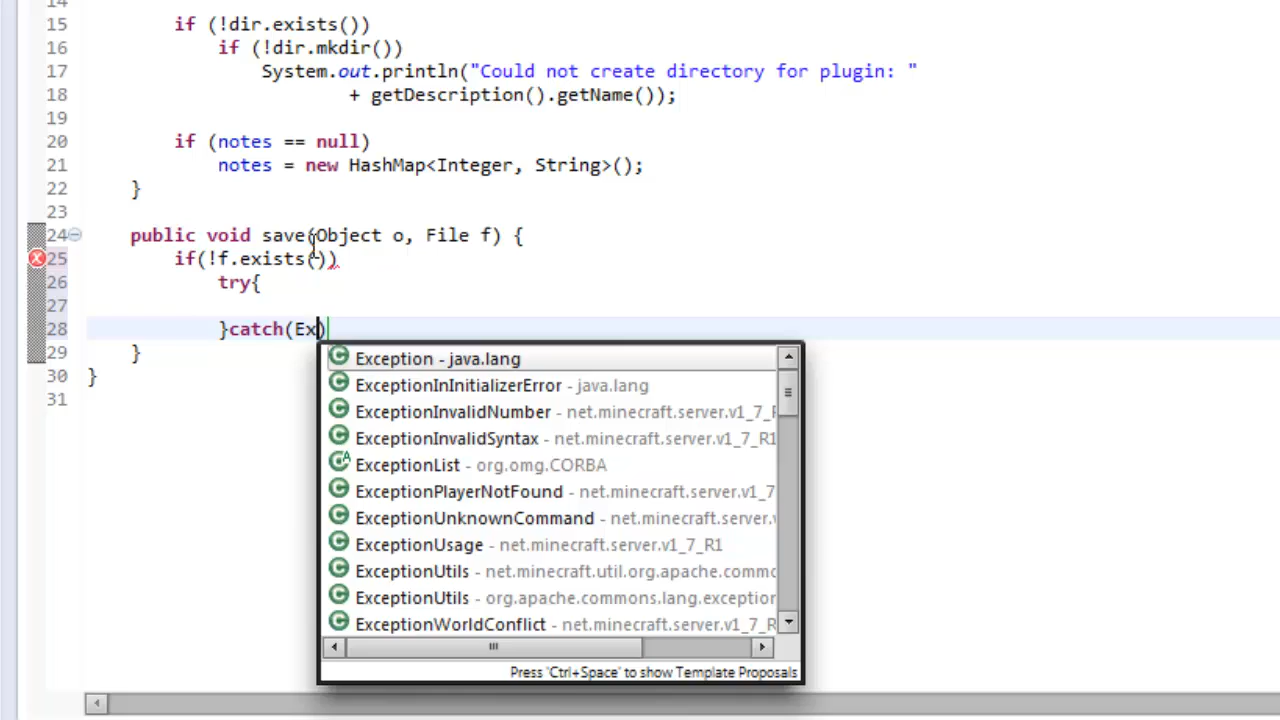 14
15 if (!dir.exists())
16 if (!dir.mkdir())
17 System.out.println("Could not create directory for plugin: "
18 + getDescription().getName());
19
20 if (notes == null)
21 notes = new HashMap<Integer, String>();
22 }
23
24 public void save(Object o, File f) {
25 if(!f.exists())
26 try{
27
28 }catch(Ex)
29 }
30 }
31
Exception - java.lang
ExceptionInInitializerError - java.lang
ExceptionInvalidNumber - net.minecraft.server.v1_7_R
ExceptionInvalidSyntax - net.minecraft.server.v1_7_R1
ExceptionList - org.omg.CORBA
ExceptionPlayerNotFound - net.minecraft.server.v1_7
ExceptionUnknownCommand - net.minecraft.server.v
ExceptionUsage - net.minecraft.server.v1_7_R1
ExceptionUtils - net.minecraft.util.org.apache.commo
ExceptionUtils - org.apache.commons.lang.exception
ExceptionWorldConflict - net.minecraft.server.v1_7_R
Press 'Ctrl+Space' to show Template Proposals